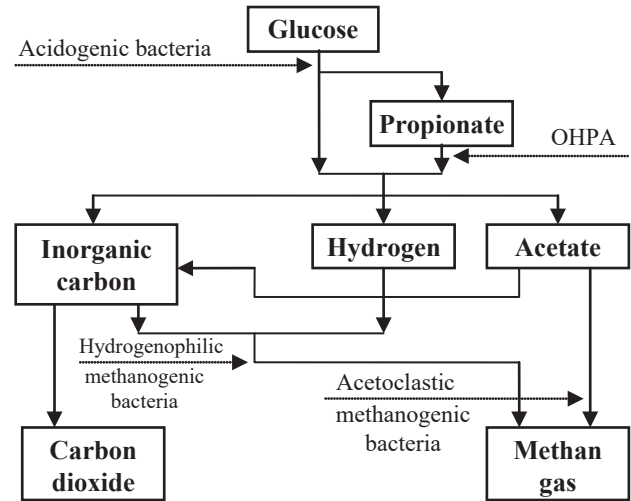 Glucose
Acidogenic bacteria
Propionate
OHPA
Inorganic
carbon
Hydrogen
Acetate
Hydrogenophilic
methanogenic
bacteria
Acetoclastic
methanogenic
bacteria
Carbon
dioxide
Methan
gas